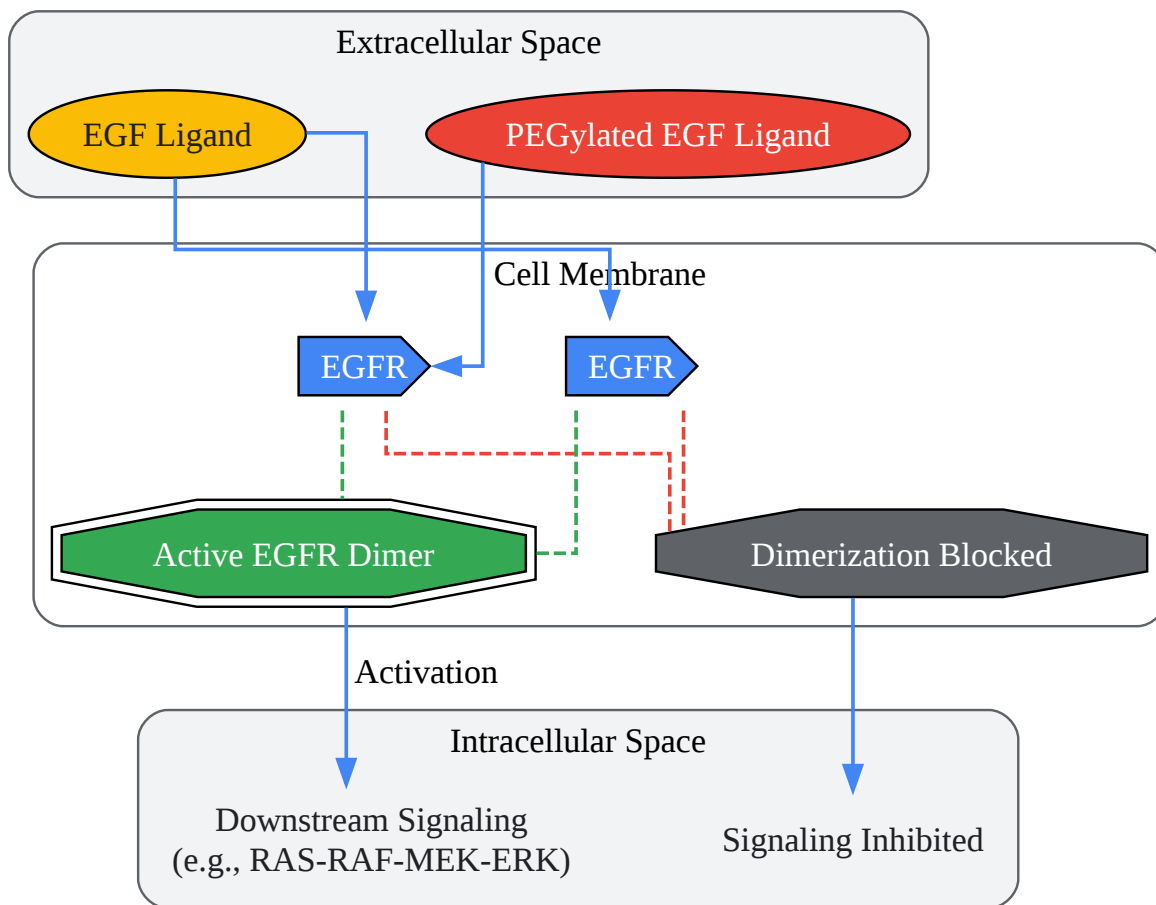 Extracellular Space
EGF Ligand
PEGylated EGF Ligand
Cell Membrane
EGFR
EGFR
Active EGFR Dimer
Dimerization Blocked
Activation
Intracellular Space
Downstream Signaling
(e.g., RAS-RAF-MEK-ERK)
Signaling Inhibited